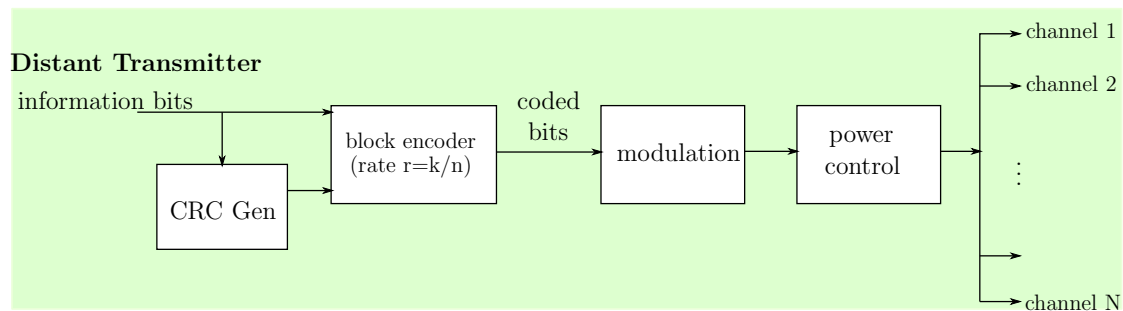 Distant Transmitter
information bits
CRC Gen
block encoder
(rate r=k/n)
coded
bits
modulation
power
control
channel 1
channel 2
⋮
channel N